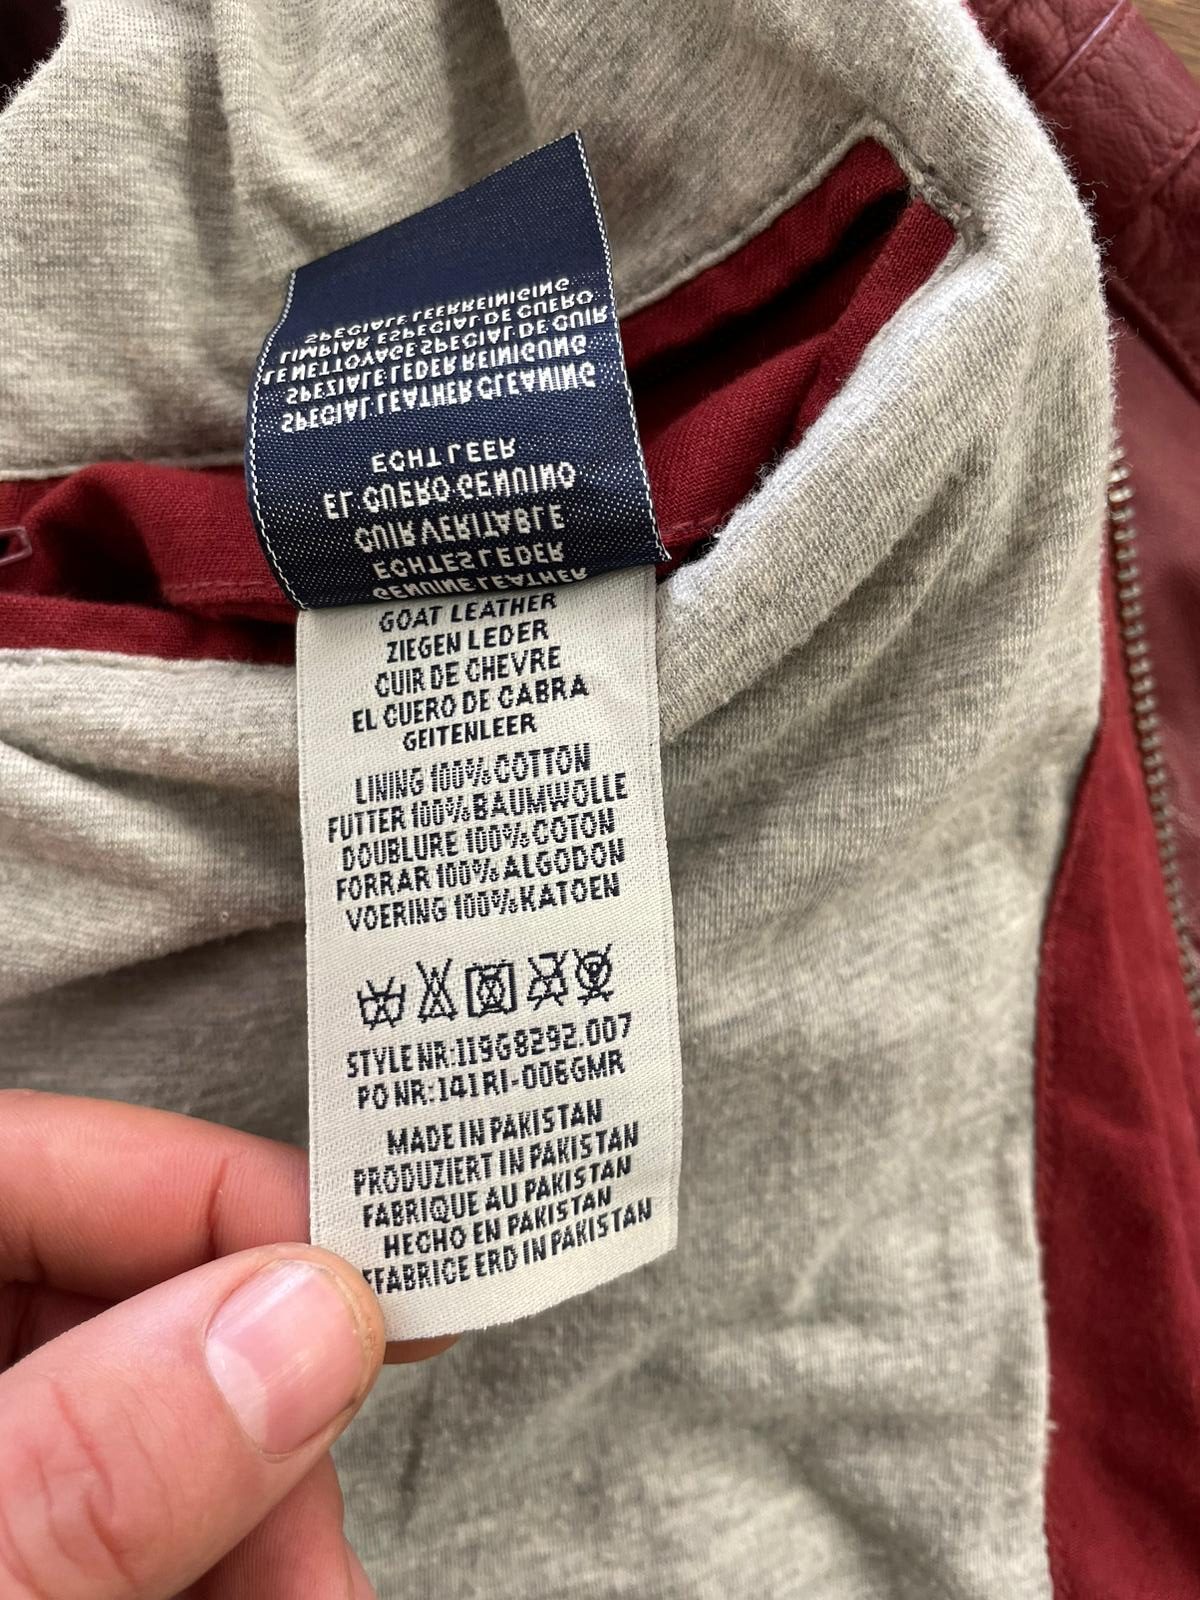 SPECIALE LEERREINIGING
LIMPIAR ESPECIAL DE CUERO
LE NETTOYAGE SPECIAL DE CUIR
SPEZIALE LEDER REINIGUNG
SPECIAL LEATHER CLEANING
ECHT LEER
EL CUERO GENUINO
CUIR VERITABLE
ECHTES LEDER
GENUINE LEATHER
GOAT LEATHER
ZIEGEN LEDER
CUIR DE CHEVRE
EL CUERO DE CABRA
GEITENLEER
LINING 100% COTTON
FUTTER 100% BAUMWOLLE
DOUBLURE 100% COTON
FORRAR 100% ALGODON
VOERING 100% KATOEN
STYLE NR:119G8292.007
PO NR:141RI-006GMR
MADE IN PAKISTAN
PRODUZIERT IN PAKISTAN
FABRIQUE AU PAKISTAN
HECHO EN PAKISTAN
FFABRICE ERD IN PAKISTAN